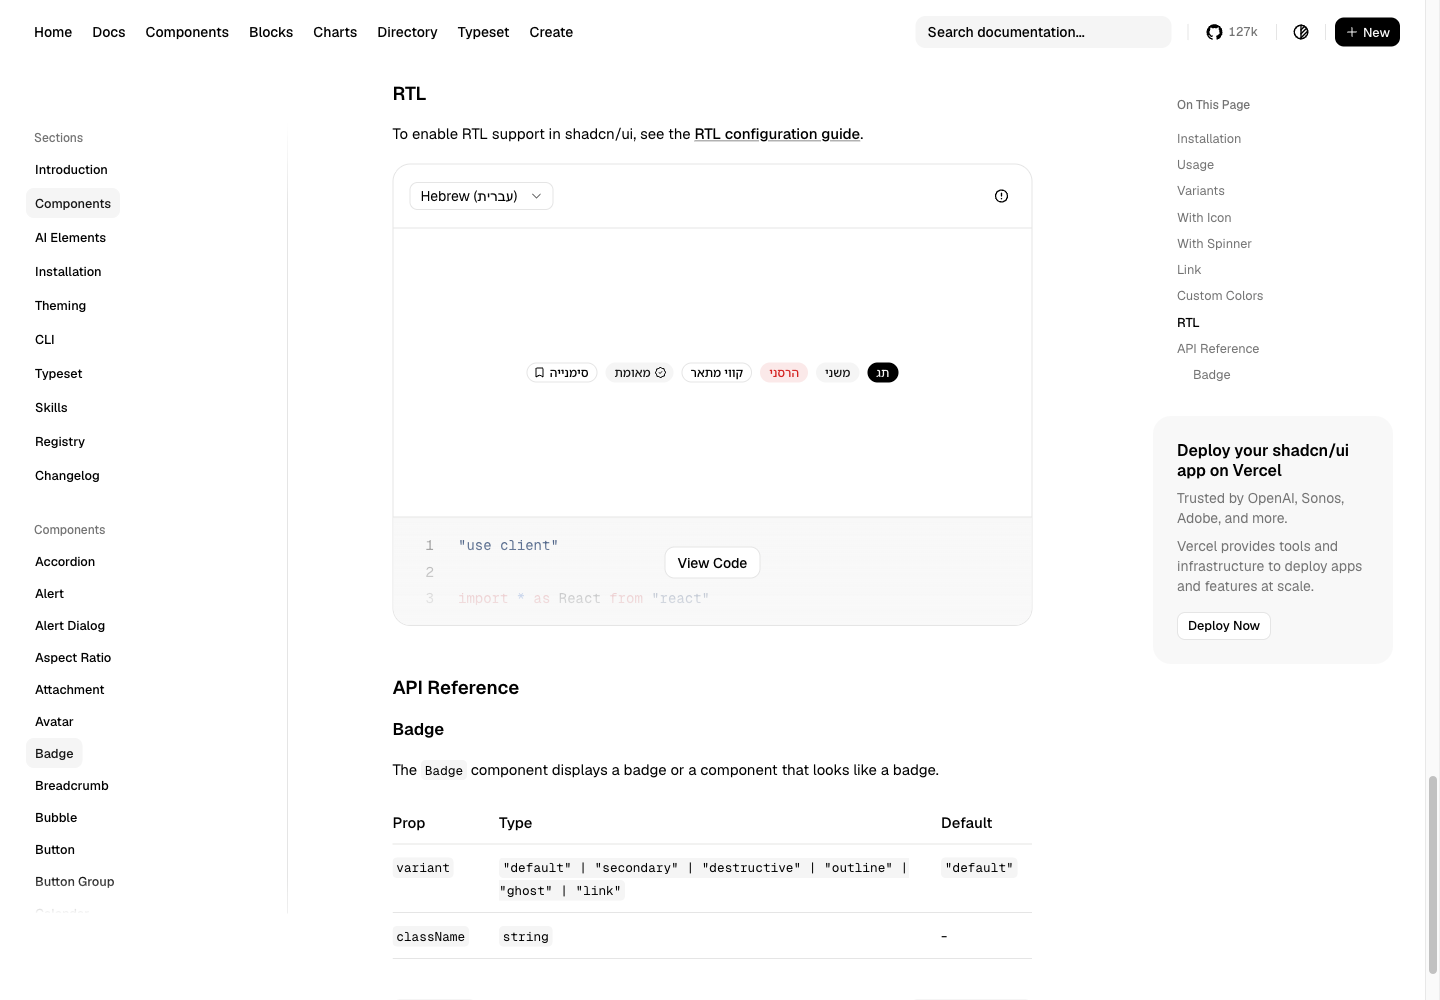 Home
Docs
Components
Blocks
Charts
Directory
Typeset
Create
Search documentation...
127k
New
Sections
Introduction
Components
AI Elements
Installation
Theming
CLI
Typeset
Skills
Registry
Changelog
Components
Accordion
Alert
Alert Dialog
Aspect Ratio
Attachment
Avatar
Badge
Breadcrumb
Bubble
Button
Button Group
Calendar
RTL
To enable RTL support in shadcn/ui, see the RTL configuration guide.
Hebrew (עברית)
תג
משני
הרסני
קווי מתאר
מאומת
סימנייה
1 "use client"
2
3 import * as React from "react"
View Code
API Reference
Badge
The Badge component displays a badge or a component that looks like a badge.
Prop Type Default
variant "default" | "secondary" | "destructive" | "outline" | "default"
"ghost" | "link"
className string -
On This Page
Installation
Usage
Variants
With Icon
With Spinner
Link
Custom Colors
RTL
API Reference
Badge
Deploy your shadcn/ui
app on Vercel
Trusted by OpenAI, Sonos,
Adobe, and more.
Vercel provides tools and
infrastructure to deploy apps
and features at scale.
Deploy Now